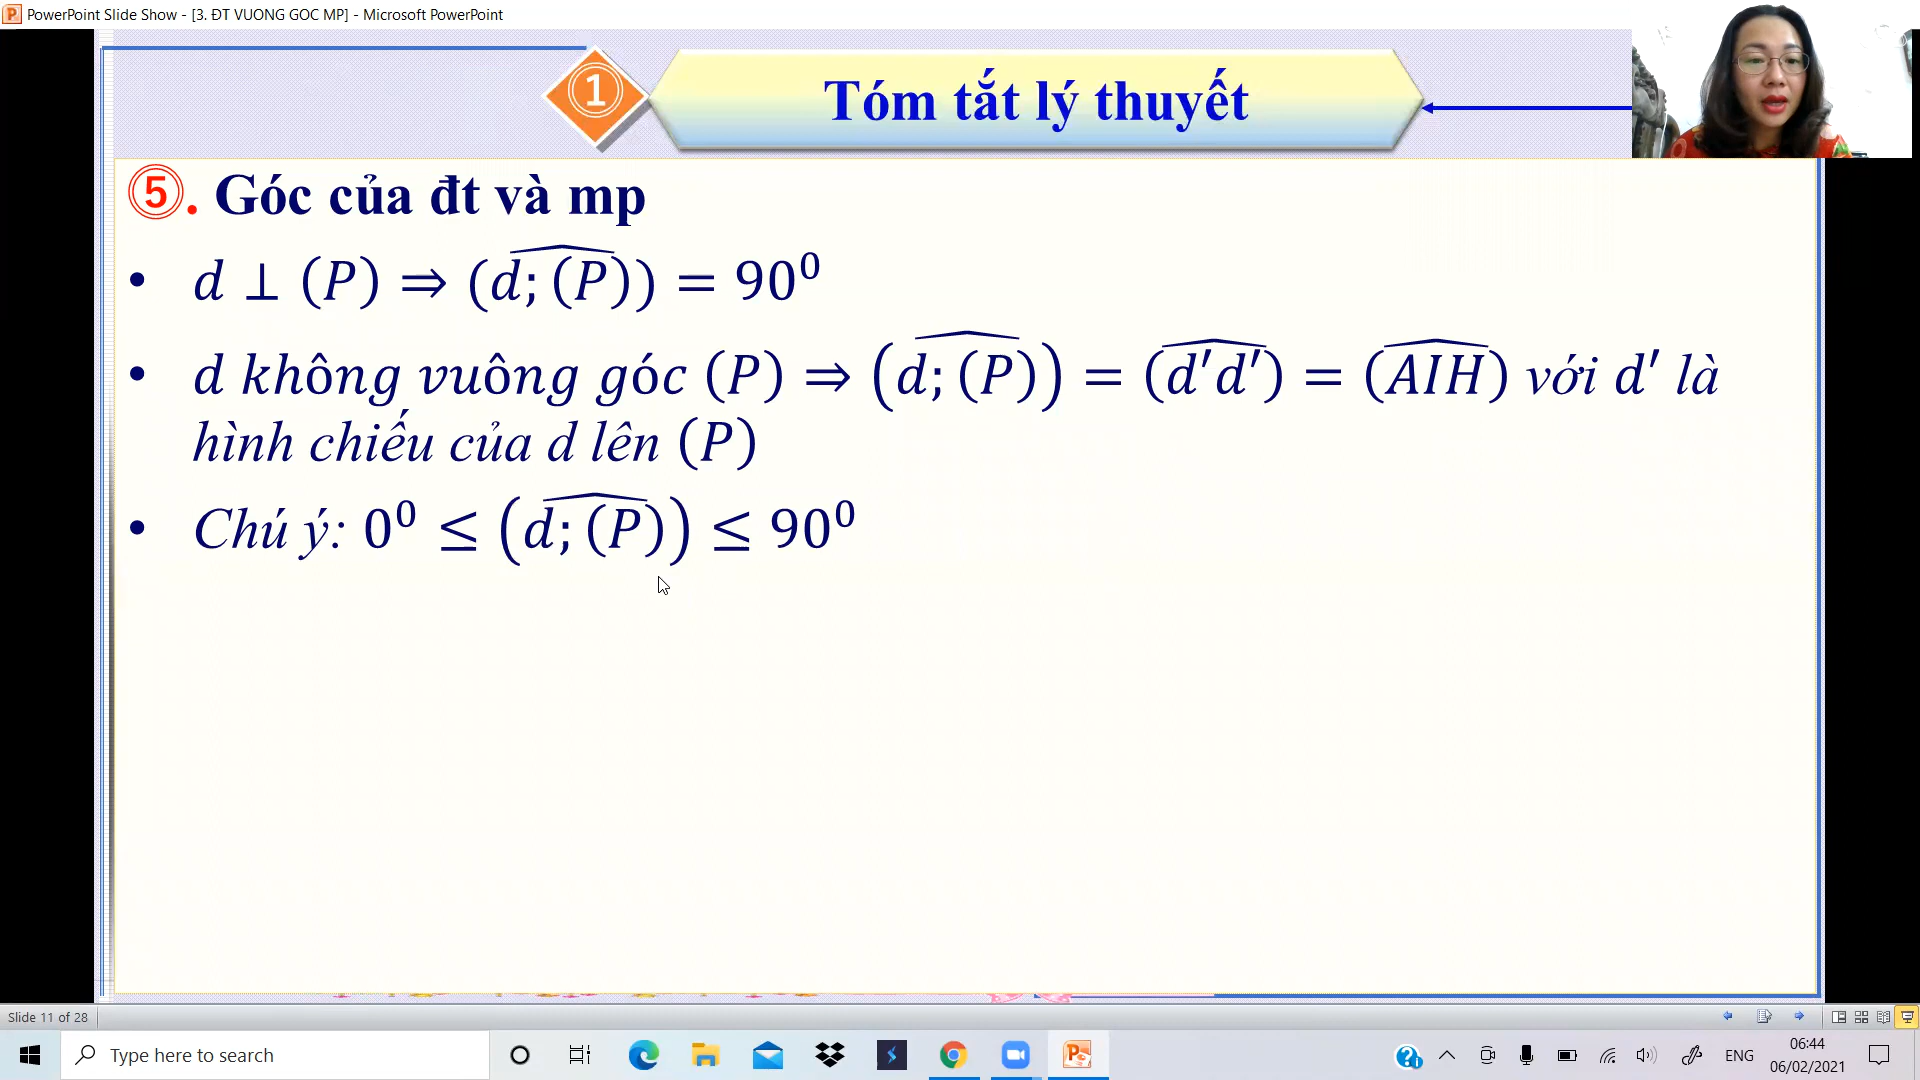 PowerPoint Slide Show - [3. ĐT VUONG GOC MP] - Microsoft PowerPoint
1 Tóm tắt lý thuyết
⑤. Góc của đt và mp
• d ⊥ (P) ⇒ (d; (P)) = 90⁰
• d không vuông góc (P) ⇒ (d; (P)) = (d′d′) = (AIH) với d′ là
hình chiếu của d lên (P)
• Chú ý: 0⁰ ≤ (d; (P)) ≤ 90⁰
Slide 11 of 28
Type here to search
ENG
06:44
06/02/2021